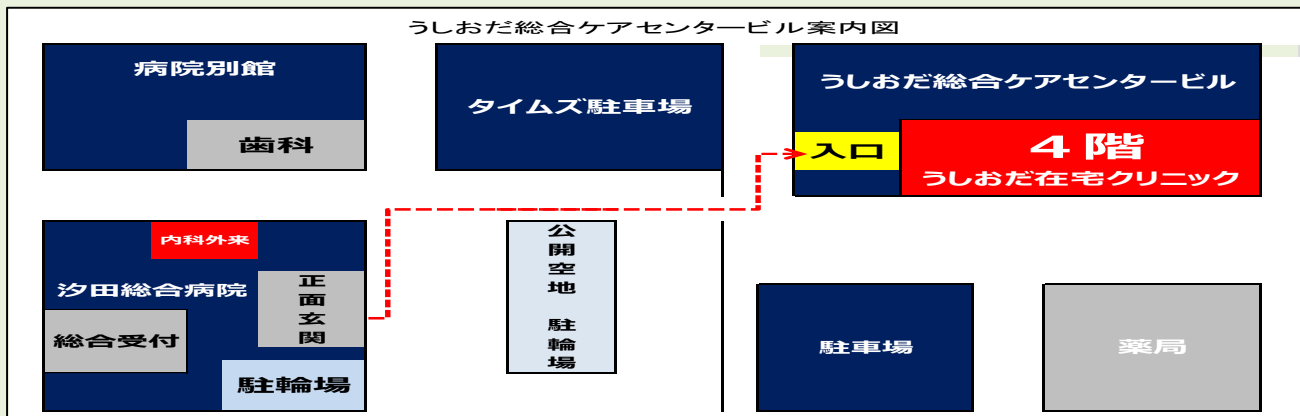 うしおだ総合ケアセンタービル案内図
病院別館
歯科
タイムズ駐車場
うしおだ総合ケアセンタービル
入口
４階
うしおだ在宅クリニック
内科外来
汐田総合病院
正面玄関
総合受付
駐輪場
公開空地 駐輪場
駐車場
薬局